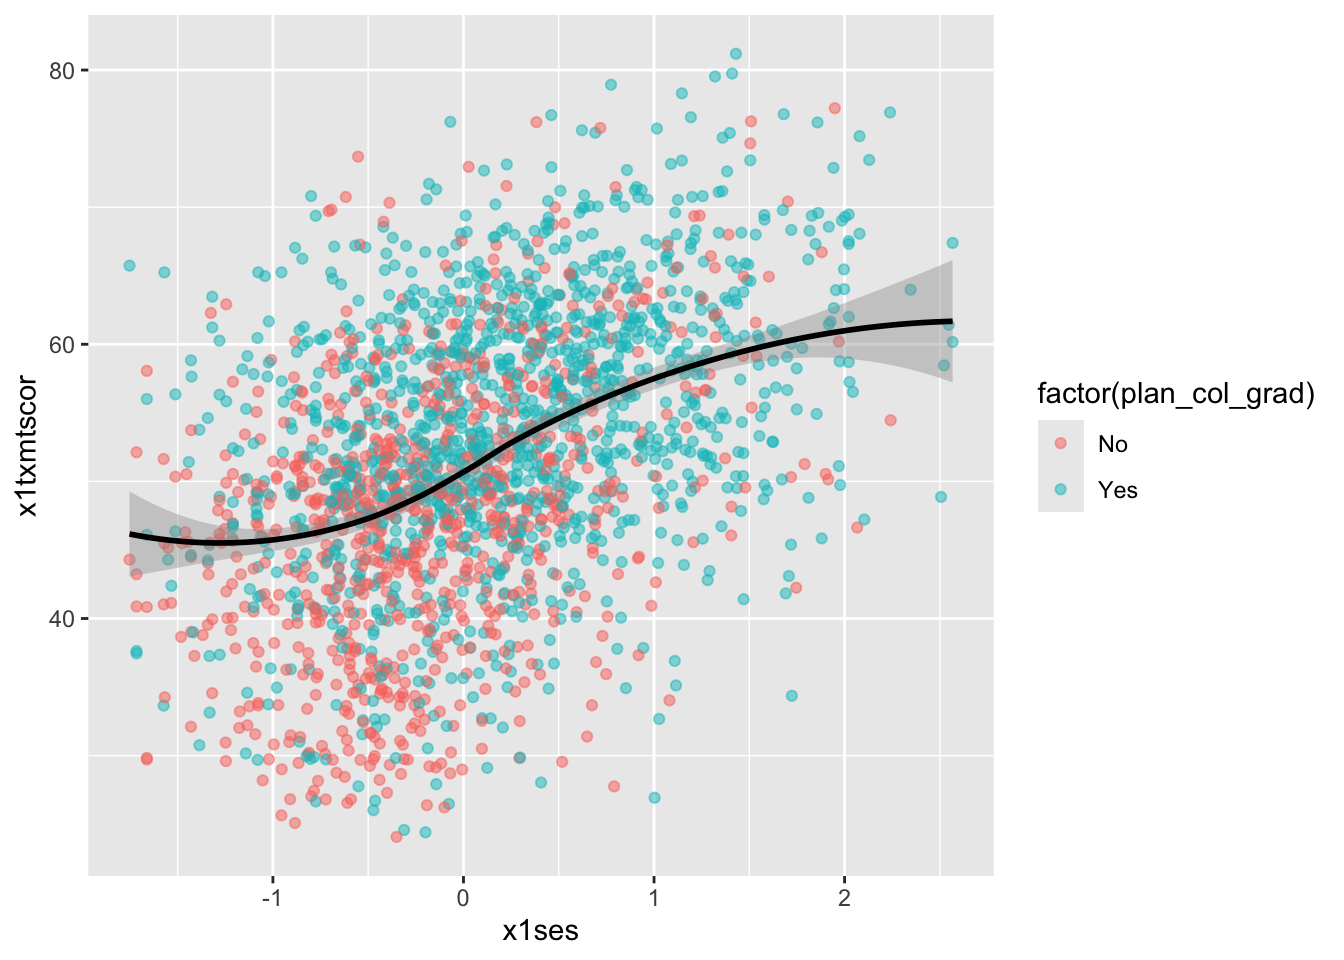 80
60
40
x1txmtscor
-1
0
1
2
x1ses
factor(plan_col_grad)
No
Yes